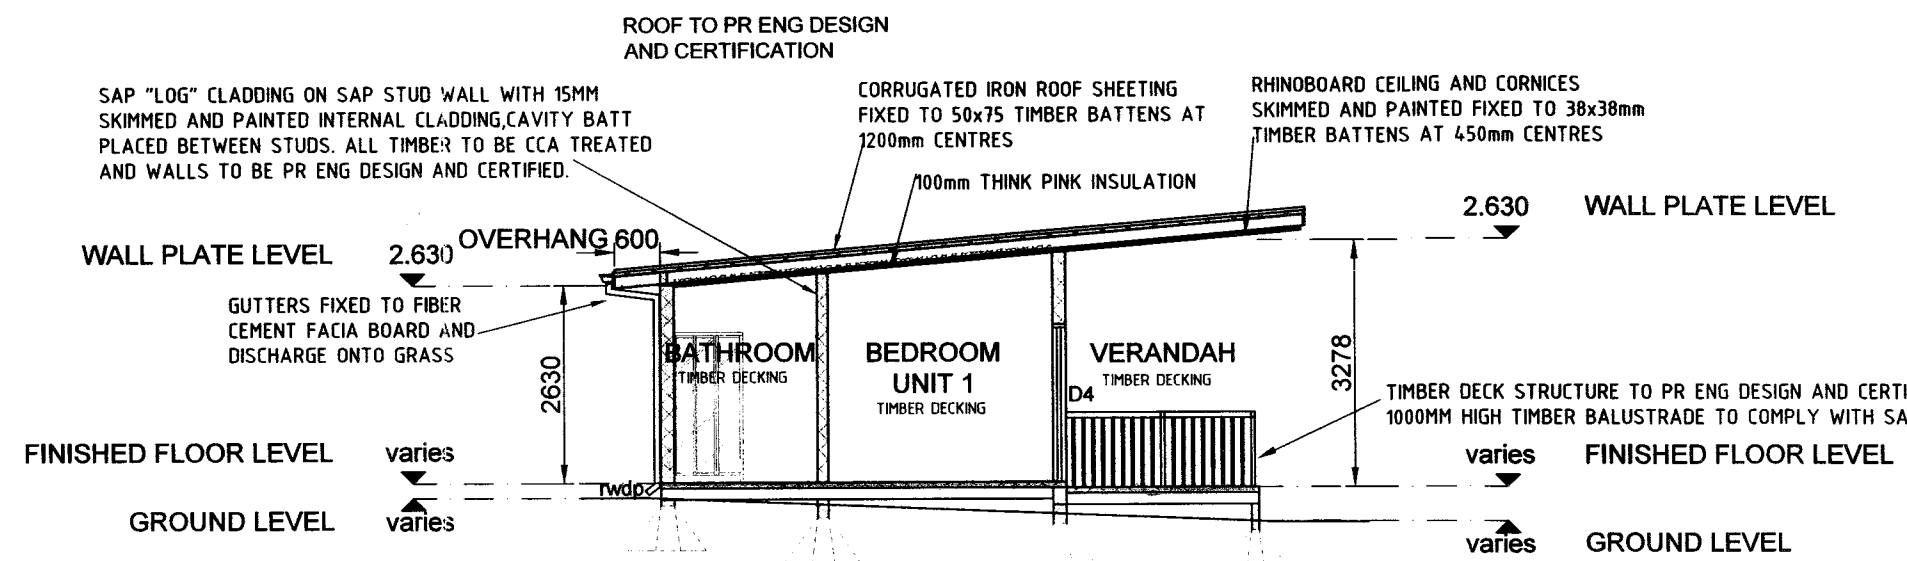 ROOF TO PR ENG DESIGN
AND CERTIFICATION
SAP "LOG" CLADDING ON SAP STUD WALL WITH 15MM
SKIMMED AND PAINTED INTERNAL CLADDING,CAVITY BATT
PLACED BETWEEN STUDS. ALL TIMBER TO BE CCA TREATED
AND WALLS TO BE PR ENG DESIGN AND CERTIFIED.
CORRUGATED IRON ROOF SHEETING
FIXED TO 50x75 TIMBER BATTENS AT
1200mm CENTRES
RHINOBOARD CEILING AND CORNICES
SKIMMED AND PAINTED FIXED TO 38x38mm
TIMBER BATTENS AT 450mm CENTRES
100mm THINK PINK INSULATION
2.630 WALL PLATE LEVEL
OVERHANG 600
WALL PLATE LEVEL 2.630
GUTTERS FIXED TO FIBER
CEMENT FACIA BOARD AND
DISCHARGE ONTO GRASS
2630
BATHROOM
TIMBER DECKING
BEDROOM
UNIT 1
TIMBER DECKING
VERANDAH
TIMBER DECKING
D4
3278
TIMBER DECK STRUCTURE TO PR ENG DESIGN AND CERTI
1000MM HIGH TIMBER BALUSTRADE TO COMPLY WITH SA
FINISHED FLOOR LEVEL varies
varies FINISHED FLOOR LEVEL
rwdp
GROUND LEVEL varies
varies GROUND LEVEL